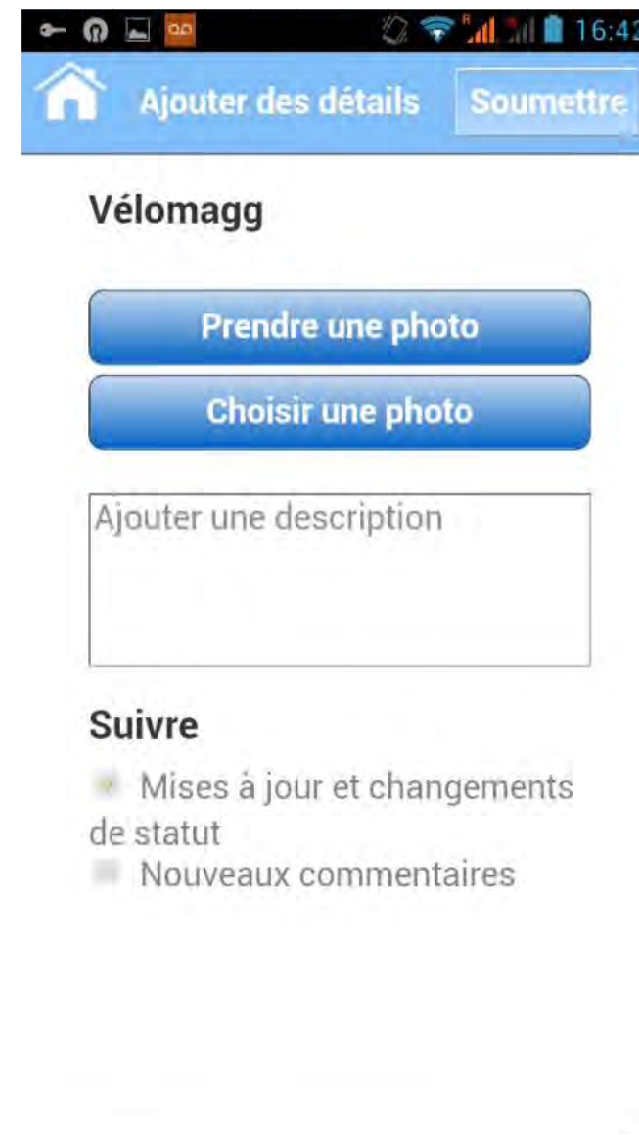 R 16:42
Ajouter des détails Soumettre
Vélomagg
Prendre une photo
Choisir une photo
Ajouter une description
Suivre
Mises à jour et changements
de statut
Nouveaux commentaires